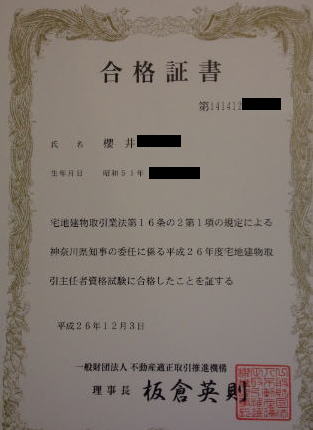 合格証書
第141412
氏名 櫻井
生年月日 昭和51年
宅地建物取引業法第16条の2第1項の規定による
神奈川県知事の委任に係る平成26年度宅地建物取
引主任者資格試験に合格したことを証する
平成26年12月3日
一般財団法人 不動産適正取引推進機構
理事長 板倉英則